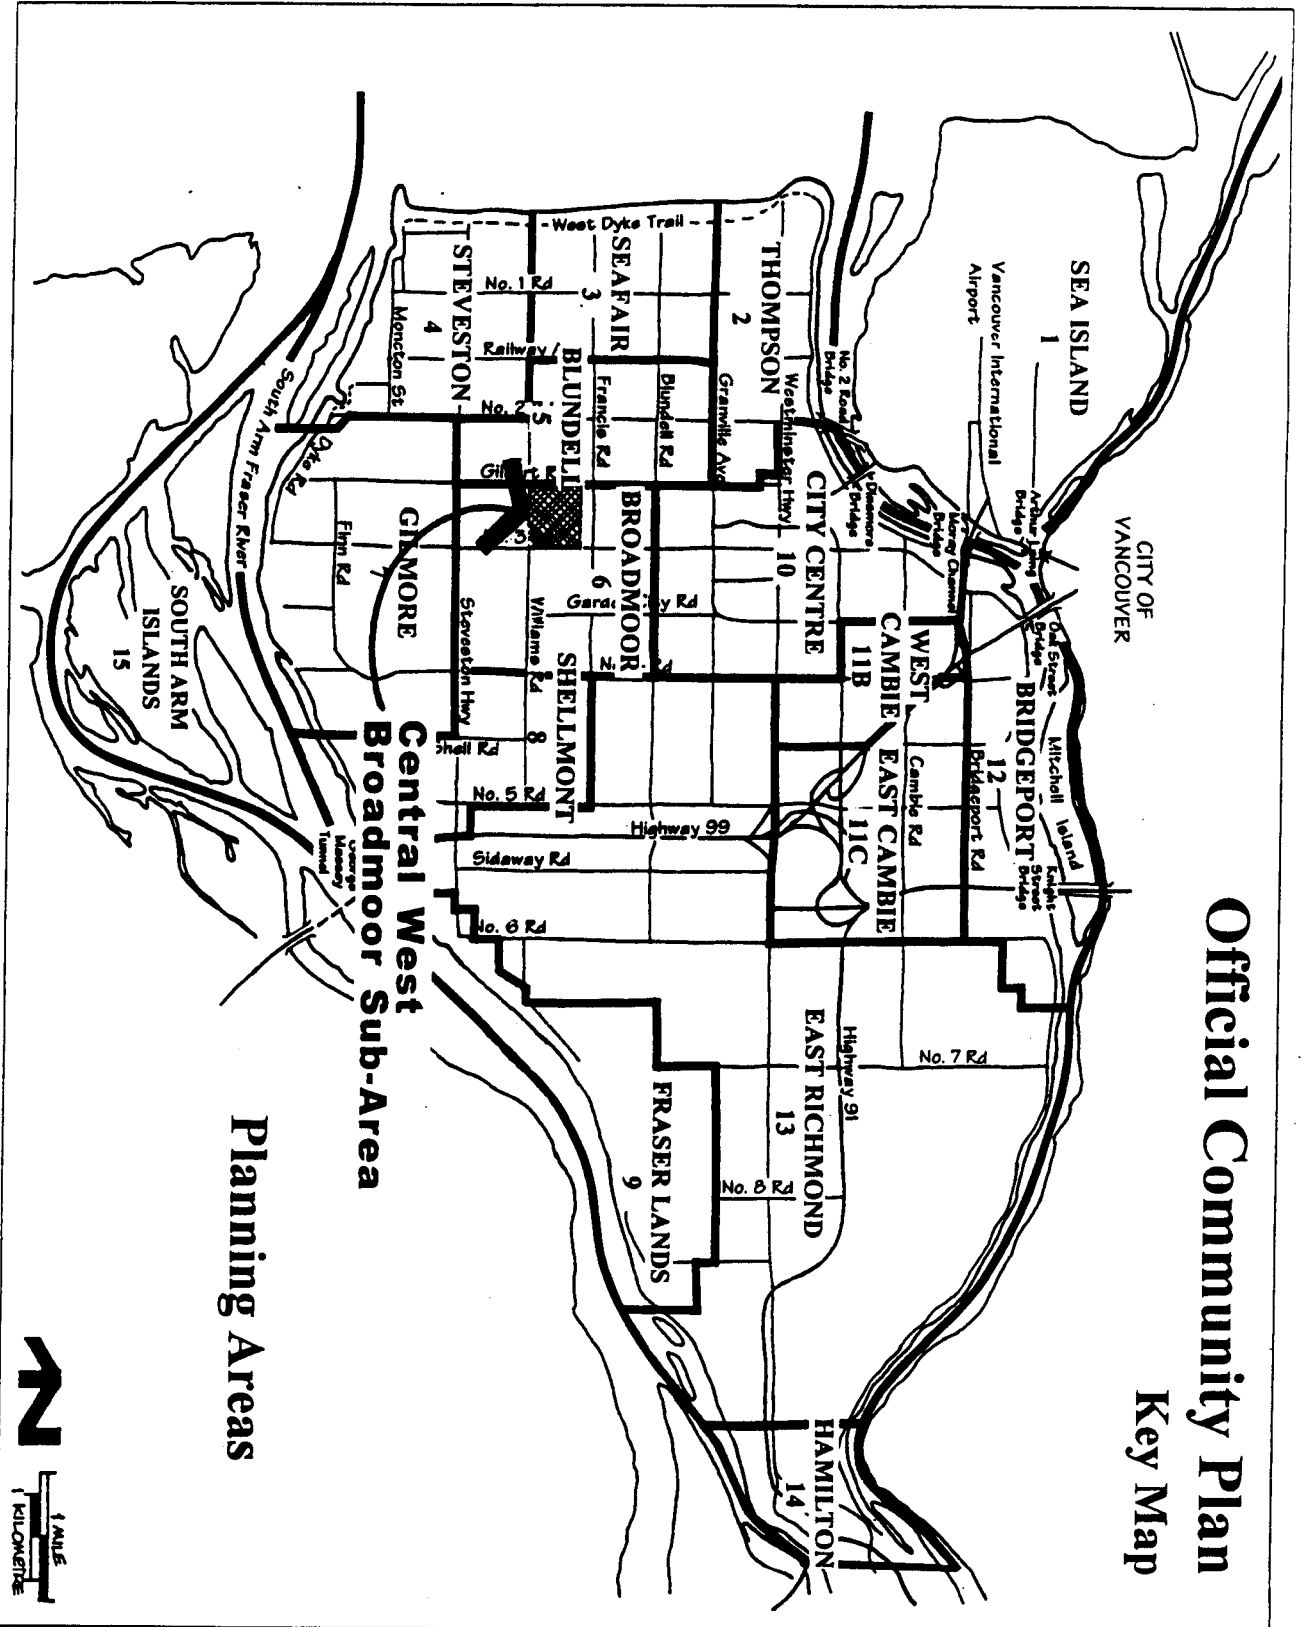 Official Community Plan
Key Map
CITY OF
VANCOUVER
SEA ISLAND
1
Vancouver International
Airport
Arthur Laing
Bridge
Oak Street
Bridge
Mitchell Island
Knight
Street
Bridge
BRIDGEPORT
12
Bridgeport Rd
Moray Channel
Bridge
Dinsmore
Bridge
No. 2 Road
Bridge
WEST
CAMBIE
11B
EAST CAMBIE
11C
Cambie Rd
THOMPSON
2
Westminster Hwy
CITY CENTRE
10
Granville Ave
Highway 91
EAST RICHMOND
13
No. 7 Rd
No. 8 Rd
HAMILTON
14
West Dyke Trail
SEAFAIR
3
No. 1 Rd
Railway
Blundell Rd
Francis Rd
BLUNDELL
5
No. 2
BROADMOOR
6
Williams Rd
SHELLMONT
8
Shell Rd
No. 5 Rd
Highway 99
Sidaway Rd
No. 6 Rd
FRASER LANDS
9
STEVESTON
4
Moncton St
Steveston Hwy
GILMORE
7
Finn Rd
Dyke Rd
South Arm Fraser River
SOUTH ARM
ISLANDS
15
George
Massey
Tunnel
Central West
Broadmoor Sub-Area
Planning Areas
N
1 MILE
1 KILOMETRE